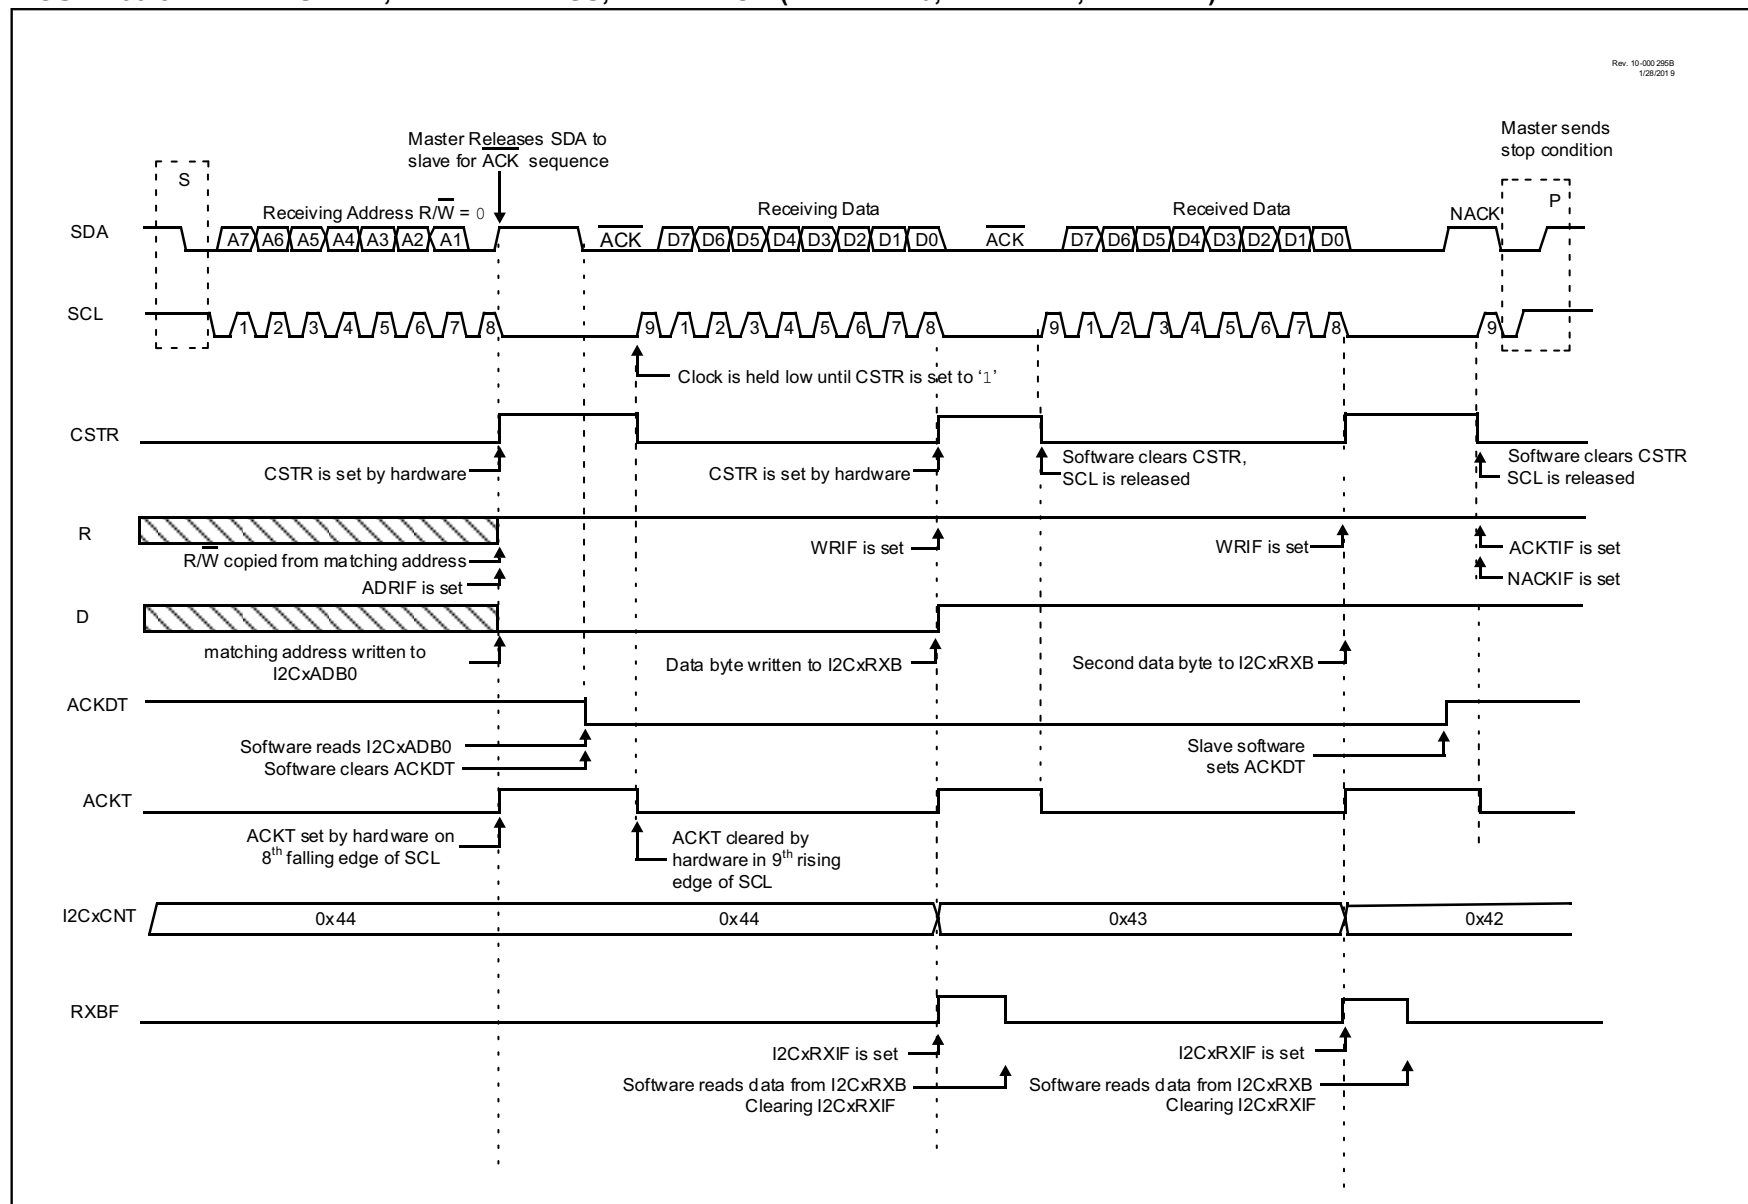 Rev. 10-000 295B
1/28/2019
Master Releases SDA to
slave for ACK sequence
Master sends
stop condition
S
P
Receiving Address R/W = 0
Receiving Data
Received Data
NACK
SDA
A7 A6 A5 A4 A3 A2 A1
ACK
D7 D6 D5 D4 D3 D2 D1 D0
ACK
D7 D6 D5 D4 D3 D2 D1 D0
SCL
1 2 3 4 5 6 7 8
9 1 2 3 4 5 6 7 8
9 1 2 3 4 5 6 7 8
9
Clock is held low until CSTR is set to ‘1’
CSTR
CSTR is set by hardware
CSTR is set by hardware
Software clears CSTR,
SCL is released
Software clears CSTR
SCL is released
R
R/W copied from matching address
ADRIF is set
WRIF is set
WRIF is set
ACKTIF is set
NACKIF is set
D
matching address written to
I2CxADB0
Data byte written to I2CxRXB
Second data byte to I2CxRXB
ACKDT
Software reads I2CxADB0
Software clears ACKDT
Slave software
sets ACKDT
ACKT
ACKT set by hardware on
8th falling edge of SCL
ACKT cleared by
hardware in 9th rising
edge of SCL
I2CxCNT
0x44
0x44
0x43
0x42
RXBF
I2CxRXIF is set
I2CxRXIF is set
Software reads data from I2CxRXB
Clearing I2CxRXIF
Software reads data from I2CxRXB
Clearing I2CxRXIF